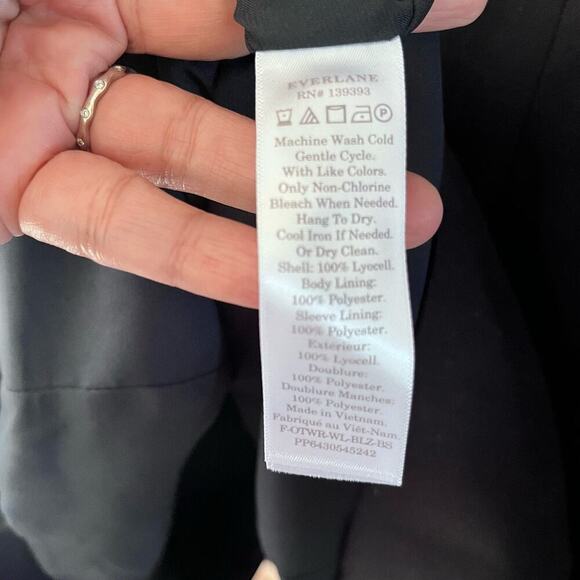 EVERLANE
RN# 139393
P
Machine Wash Cold
Gentle Cycle.
With Like Colors.
Only Non-Chlorine
Bleach When Needed.
Hang To Dry.
Cool Iron If Needed.
Or Dry Clean.
Shell: 100% Lyocell.
Body Lining:
100% Polyester.
Sleeve Lining:
100% Polyester.
Extérieur:
100% Lyocell.
Doublure:
100% Polyester.
Doublure Manches:
100% Polyester.
Made in Vietnam.
Fabriqué au Viêt-Nam.
F-OTWR-WL-BLZ-BS
PP6430545242